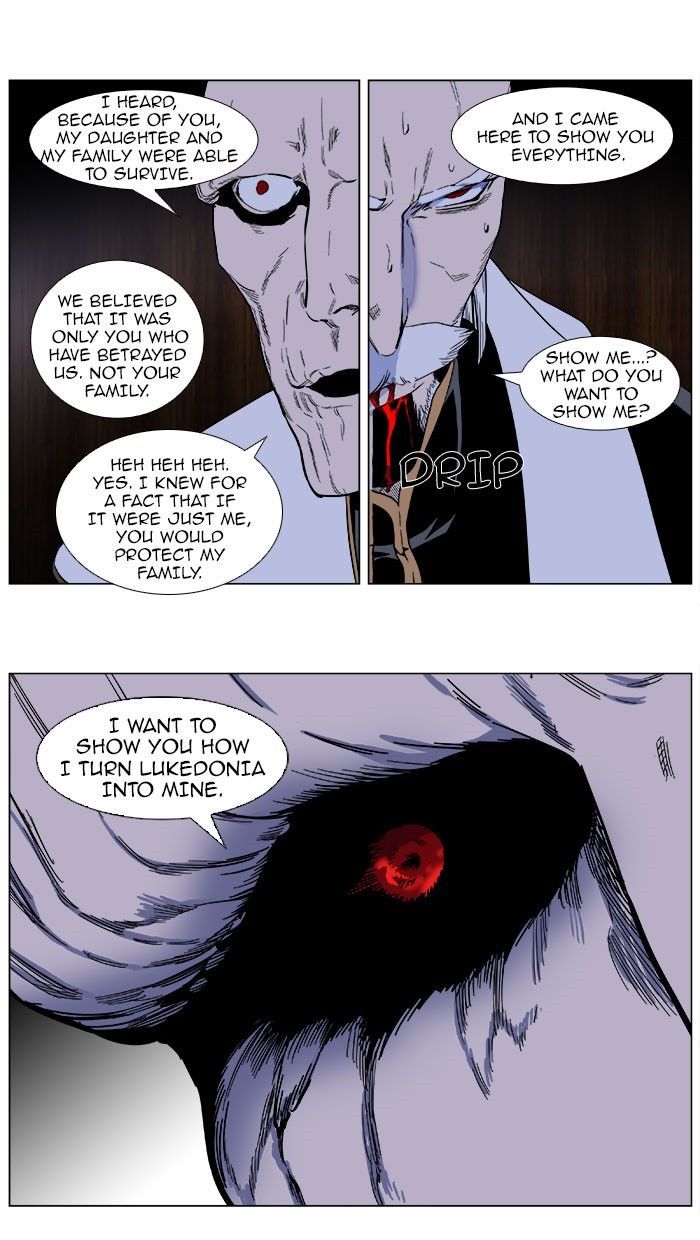 I HEARD,
BECAUSE OF YOU,
MY DAUGHTER AND
MY FAMILY WERE ABLE
TO SURVIVE.
WE BELIEVED
THAT IT WAS
ONLY YOU WHO
HAVE BETRAYED
US. NOT YOUR
FAMILY.
HEH HEH HEH.
YES. I KNEW FOR
A FACT THAT IF
IT WERE JUST ME,
YOU WOULD
PROTECT MY
FAMILY.
AND I CAME
HERE TO SHOW YOU
EVERYTHING.
SHOW ME...?
WHAT DO YOU
WANT TO
SHOW ME?
DRIP
I WANT TO
SHOW YOU HOW
I TURN LUKEDONIA
INTO MINE.